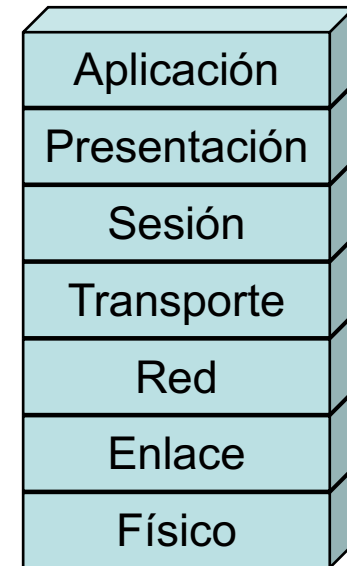 Aplicación
Presentación
Sesión
Transporte
Red
Enlace
Físico